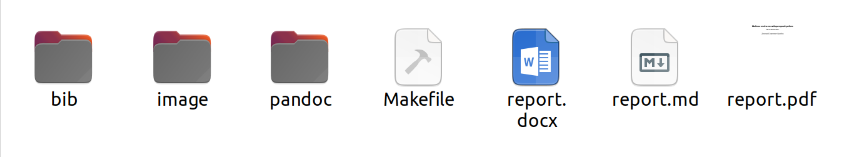 bib
image
pandoc
Makefile
report.
docx
report.md
report.pdf
W
M